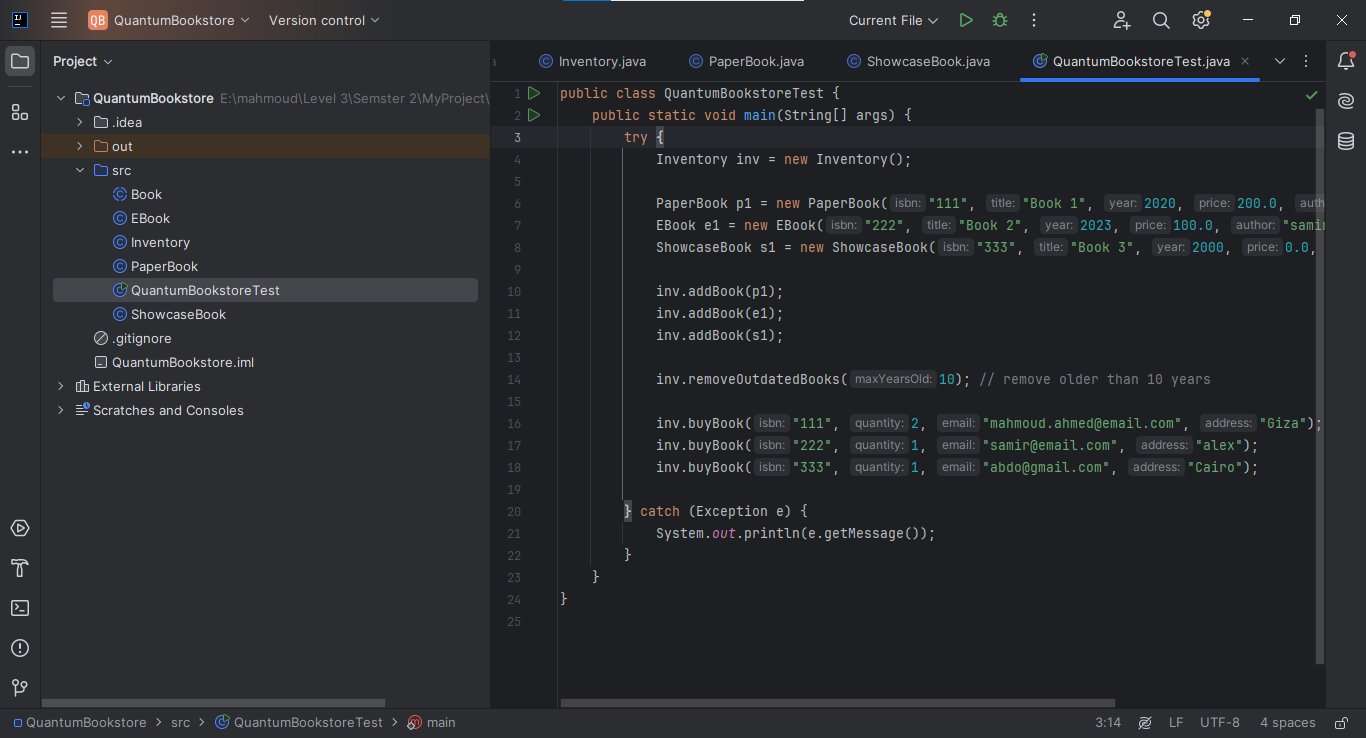 QB QuantumBookstore Version control Current File
Project
QuantumBookstore E:\mahmoud\Level 3\Semster 2\MyProject\
.idea
out
src
Book
EBook
Inventory
PaperBook
QuantumBookstoreTest
ShowcaseBook
.gitignore
QuantumBookstore.iml
External Libraries
Scratches and Consoles
Inventory.java PaperBook.java ShowcaseBook.java QuantumBookstoreTest.java
1 public class QuantumBookstoreTest {
2 public static void main(String[] args) {
3 try {
4 Inventory inv = new Inventory();
5
6 PaperBook p1 = new PaperBook( isbn: "111", title: "Book 1", year: 2020, price: 200.0, auth
7 EBook e1 = new EBook( isbn: "222", title: "Book 2", year: 2023, price: 100.0, author: "samir
8 ShowcaseBook s1 = new ShowcaseBook( isbn: "333", title: "Book 3", year: 2000, price: 0.0,
9
10 inv.addBook(p1);
11 inv.addBook(e1);
12 inv.addBook(s1);
13
14 inv.removeOutdatedBooks( maxYearsOld: 10); // remove older than 10 years
15
16 inv.buyBook( isbn: "111", quantity: 2, email: "mahmoud.ahmed@email.com", address: "Giza");
17 inv.buyBook( isbn: "222", quantity: 1, email: "samir@email.com", address: "alex");
18 inv.buyBook( isbn: "333", quantity: 1, email: "abdo@gmail.com", address: "Cairo");
19
20 } catch (Exception e) {
21 System.out.println(e.getMessage());
22 }
23 }
24 }
25
QuantumBookstore > src > QuantumBookstoreTest > main 3:14 LF UTF-8 4 spaces